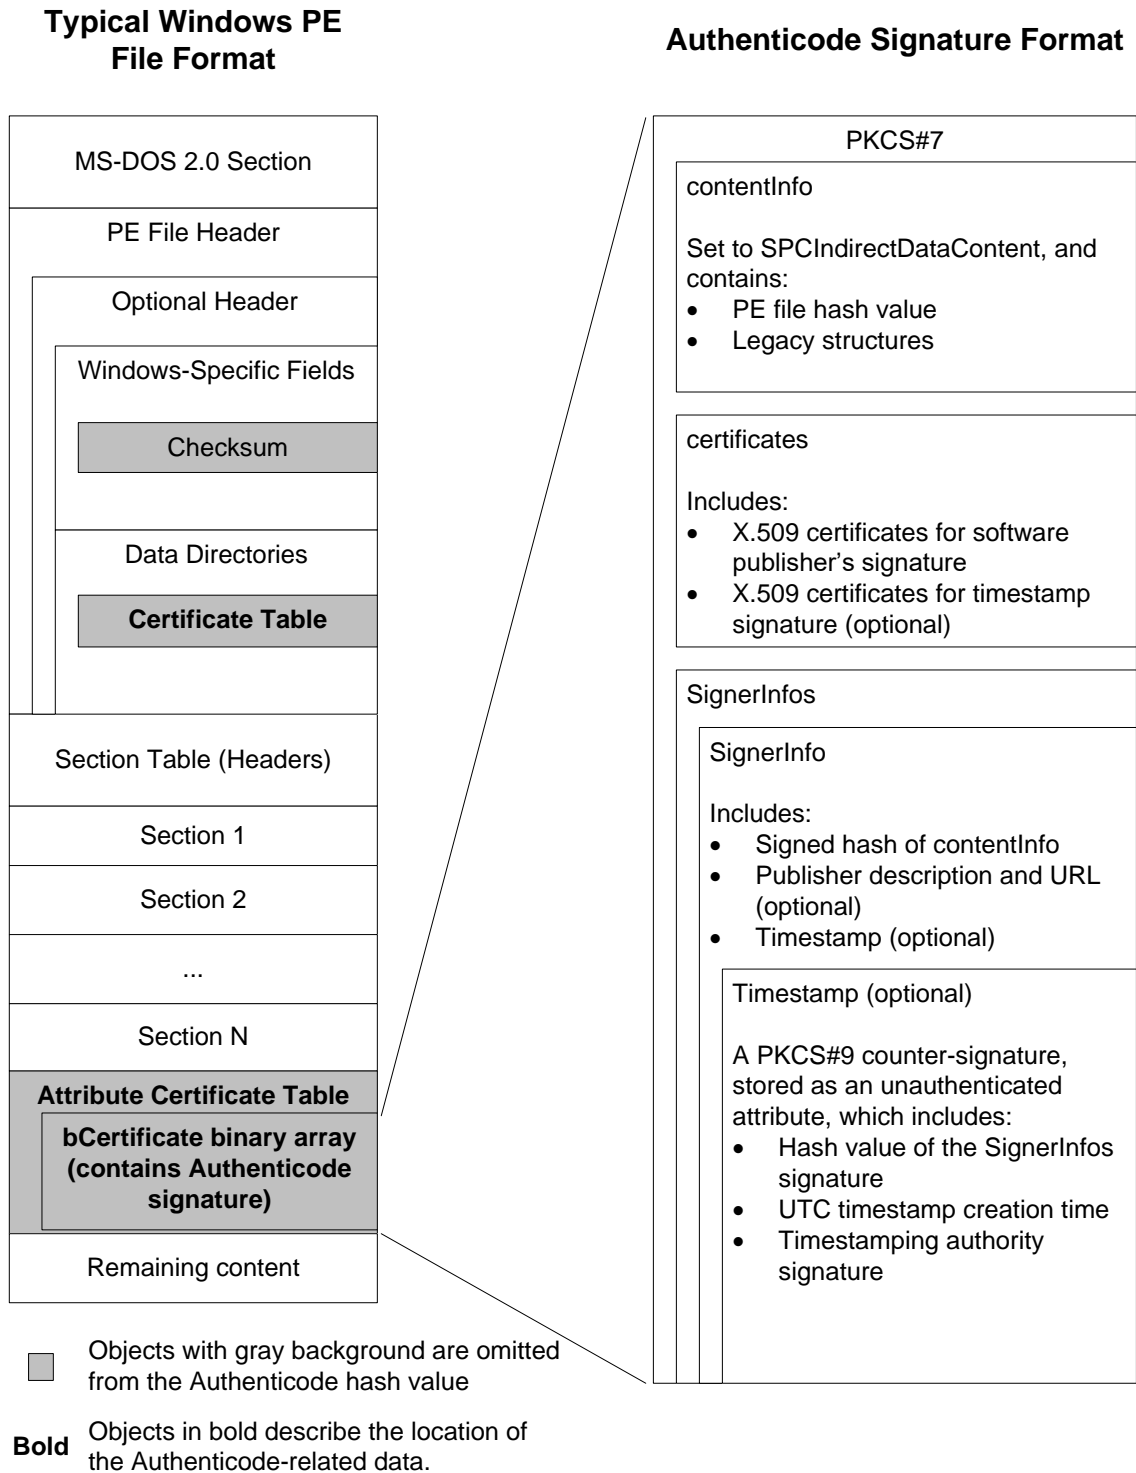 Typical Windows PE
File Format
MS-DOS 2.0 Section
PE File Header
Optional Header
Windows-Specific Fields
Checksum
Data Directories
Certificate Table
Section Table (Headers)
Section 1
Section 2
...
Section N
Attribute Certificate Table
bCertificate binary array
(contains Authenticode
signature)
Remaining content
Objects with gray background are omitted
from the Authenticode hash value
Bold Objects in bold describe the location of
the Authenticode-related data.
Authenticode Signature Format
PKCS#7
contentInfo
Set to SPCIndirectDataContent, and
contains:
• PE file hash value
• Legacy structures
certificates
Includes:
• X.509 certificates for software
publisher’s signature
• X.509 certificates for timestamp
signature (optional)
SignerInfos
SignerInfo
Includes:
• Signed hash of contentInfo
• Publisher description and URL
(optional)
• Timestamp (optional)
Timestamp (optional)
A PKCS#9 counter-signature,
stored as an unauthenticated
attribute, which includes:
• Hash value of the SignerInfos
signature
• UTC timestamp creation time
• Timestamping authority
signature